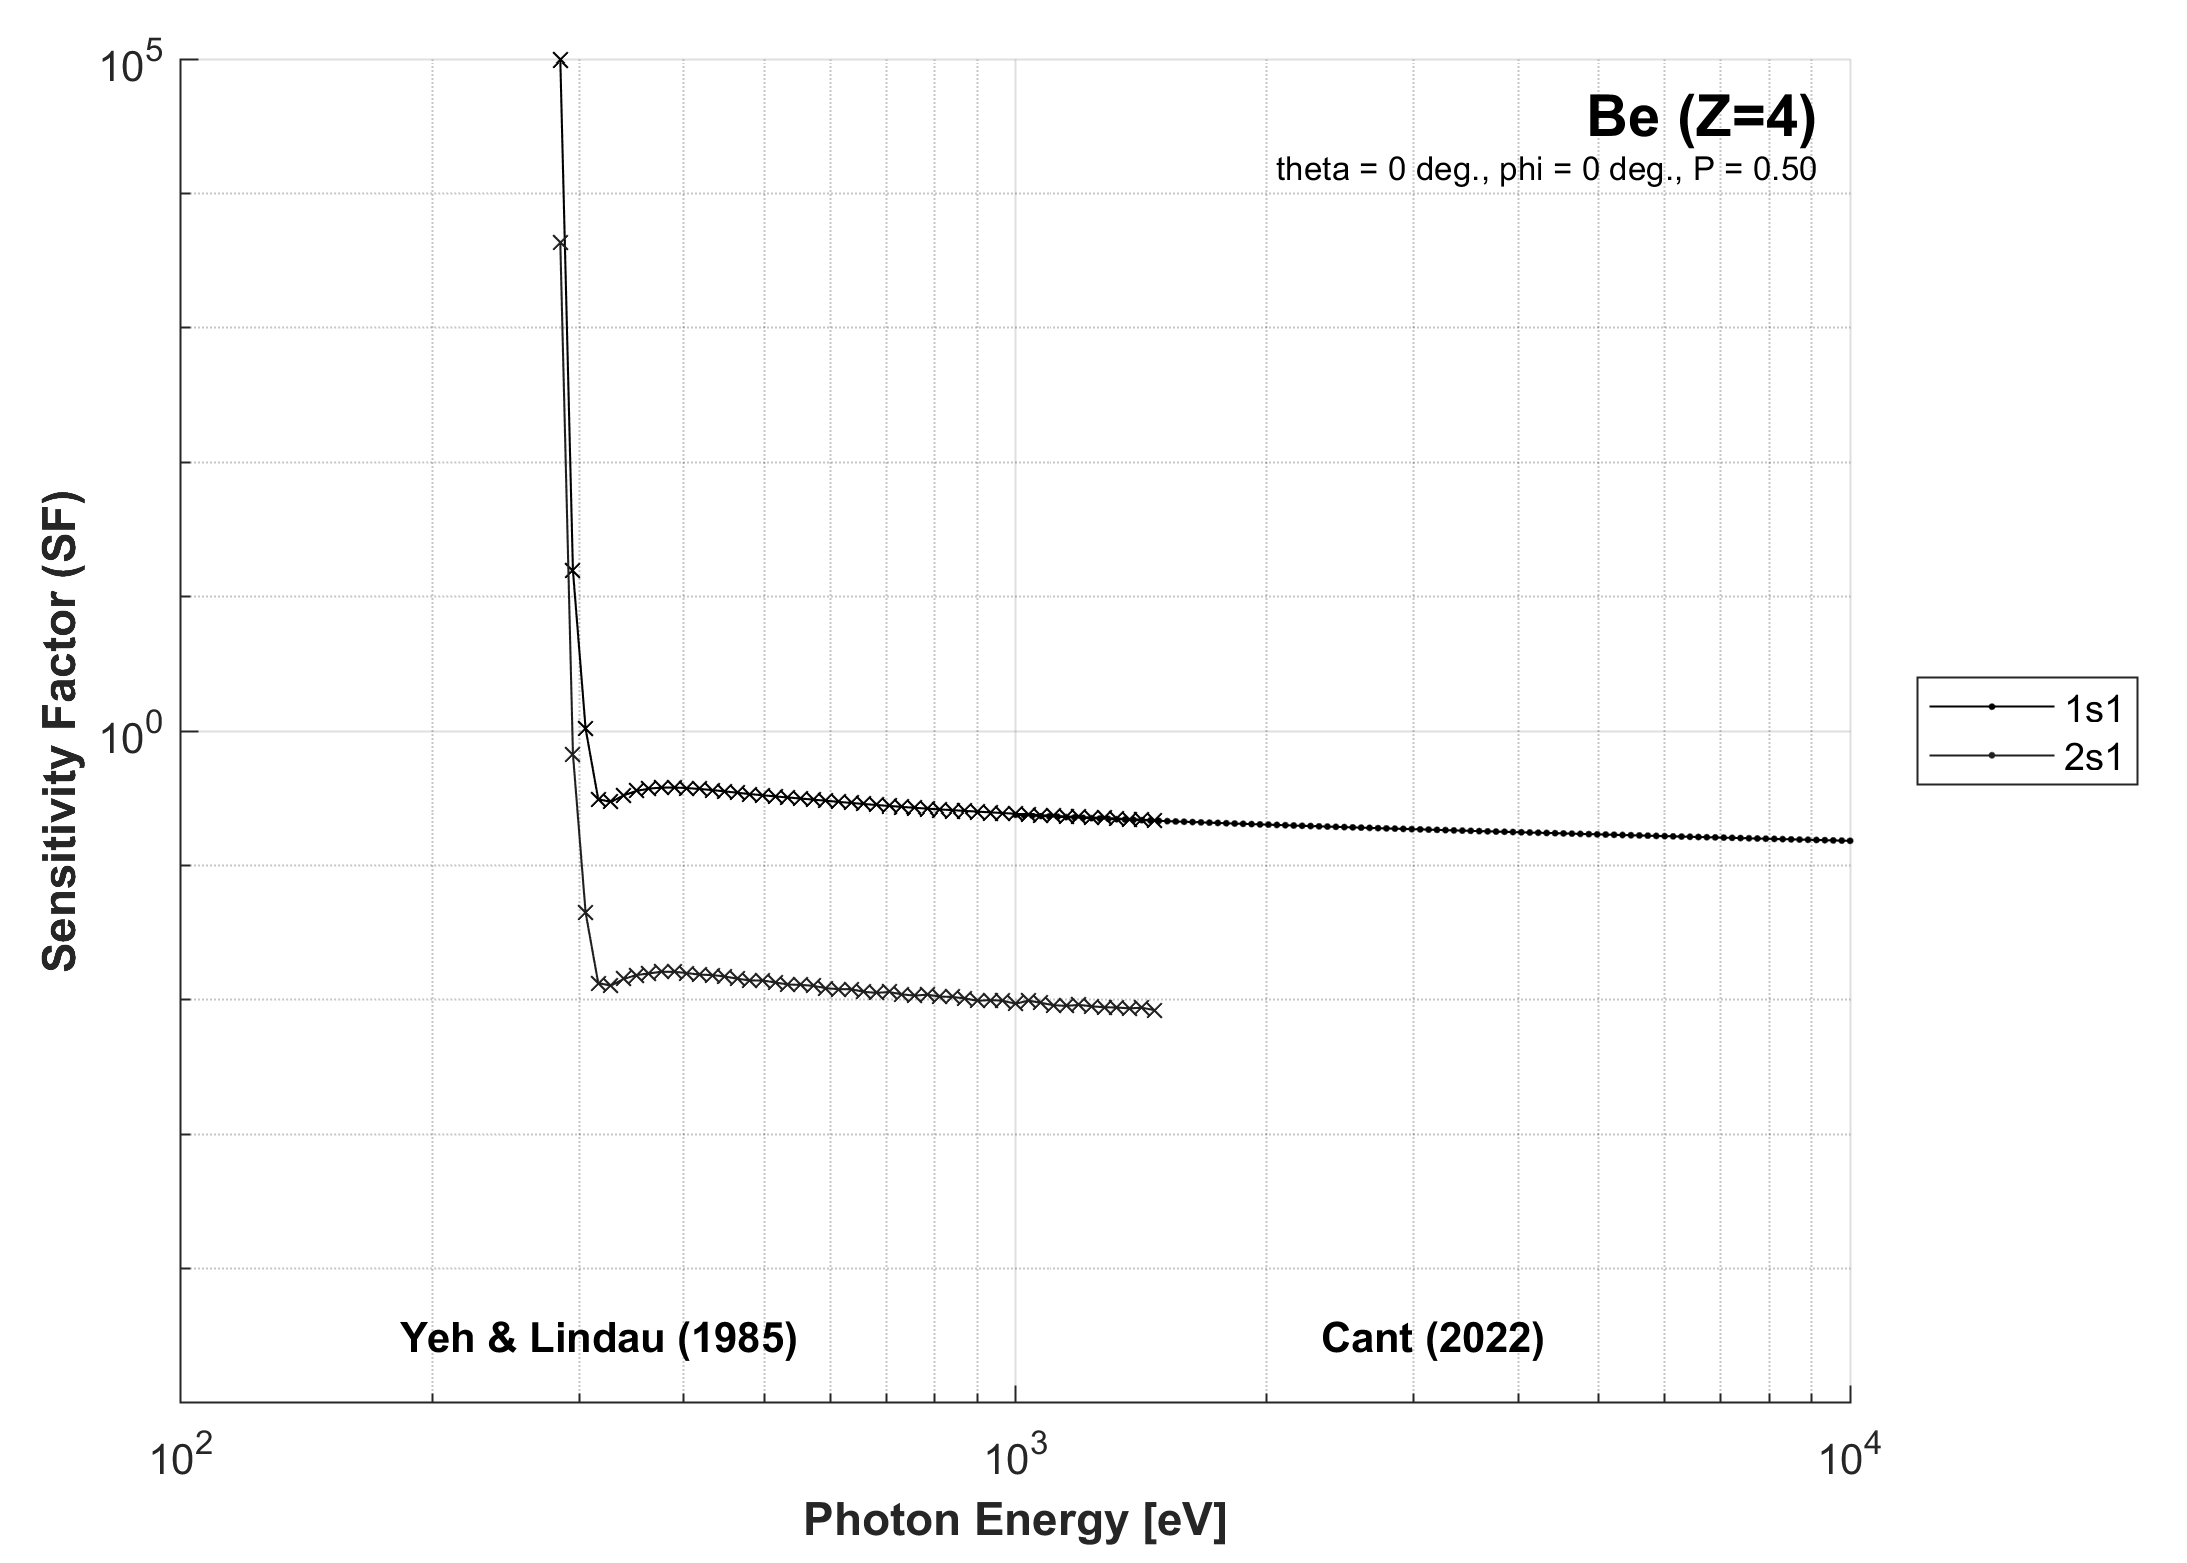 Be (Z=4)
theta = 0 deg., phi = 0 deg., P = 0.50
10^5
10^0
Sensitivity Factor (SF)
1s1
2s1
Yeh & Lindau (1985)
Cant (2022)
10^2
10^3
10^4
Photon Energy [eV]